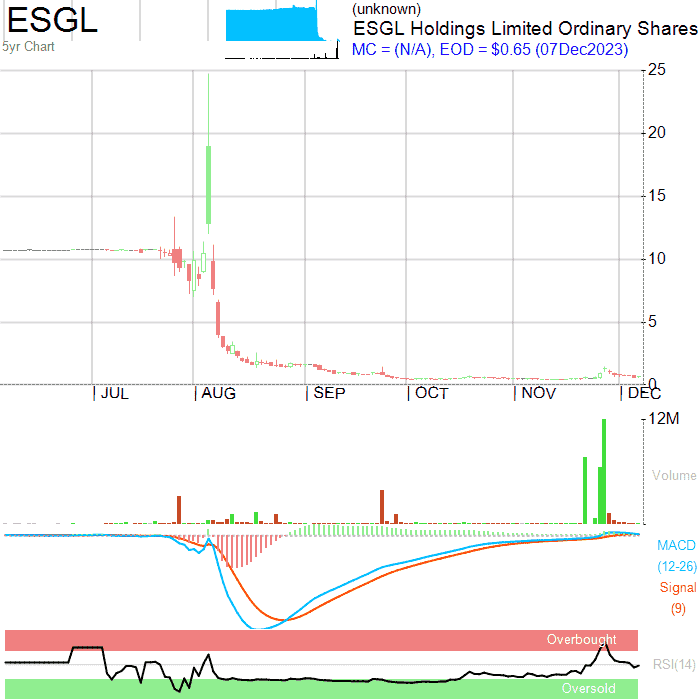 ESGL
5yr Chart
(unknown)
ESGL Holdings Limited Ordinary Shares
MC = (N/A), EOD = $0.65 (07Dec2023)
25
20
15
10
5
0
JUL AUG SEP OCT NOV DEC
12M
Volume
MACD
(12-26)
Signal
(9)
Overbought
RSI(14)
Oversold